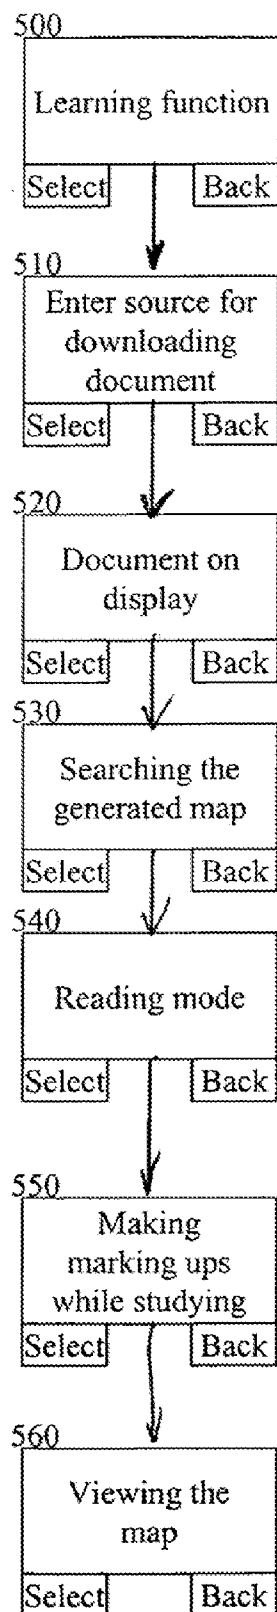 500
Learning function
Select Back
510
Enter source for
downloading
document
Select Back
520
Document on
display
Select Back
530
Searching the
generated map
Select Back
540
Reading mode
Select Back
550
Making
marking ups
while studying
Select Back
560
Viewing the
map
Select Back